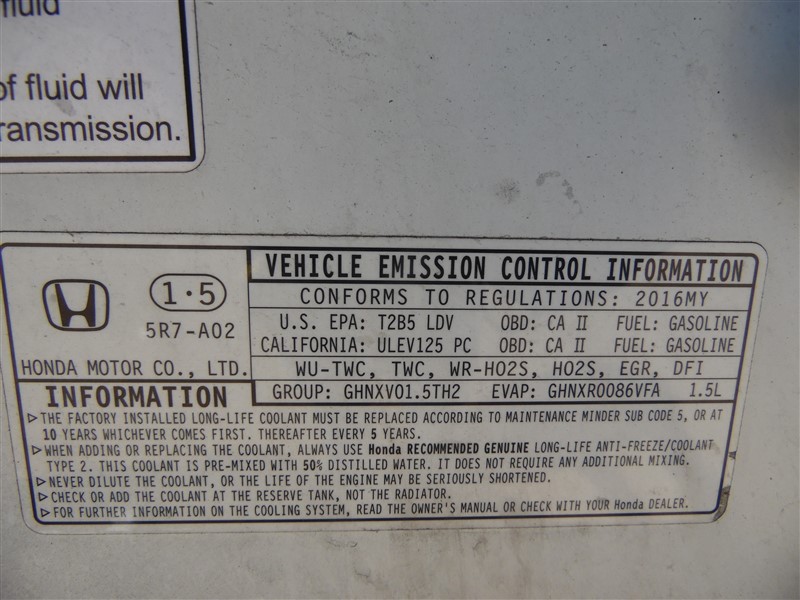 fluid
of fluid will
transmission.
1·5
5R7-A02
HONDA MOTOR CO., LTD.
VEHICLE EMISSION CONTROL INFORMATION
CONFORMS TO REGULATIONS: 2016MY
U.S. EPA: T2B5 LDV OBD: CA II FUEL: GASOLINE
CALIFORNIA: ULEV125 PC OBD: CA II FUEL: GASOLINE
WU-TWC, TWC, WR-HO2S, HO2S, EGR, DFI
GROUP: GHNXV01.5TH2 EVAP: GHNXR0086VFA 1.5L
INFORMATION
▷THE FACTORY INSTALLED LONG-LIFE COOLANT MUST BE REPLACED ACCORDING TO MAINTENANCE MINDER SUB CODE 5, OR AT
10 YEARS WHICHEVER COMES FIRST. THEREAFTER EVERY 5 YEARS.
▷WHEN ADDING OR REPLACING THE COOLANT, ALWAYS USE Honda RECOMMENDED GENUINE LONG-LIFE ANTI-FREEZE/COOLANT
TYPE 2. THIS COOLANT IS PRE-MIXED WITH 50% DISTILLED WATER. IT DOES NOT REQUIRE ANY ADDITIONAL MIXING.
▷NEVER DILUTE THE COOLANT, OR THE LIFE OF THE ENGINE MAY BE SERIOUSLY SHORTENED.
▷CHECK OR ADD THE COOLANT AT THE RESERVE TANK, NOT THE RADIATOR.
▷FOR FURTHER INFORMATION ON THE COOLING SYSTEM, READ THE OWNER'S MANUAL OR CHECK WITH YOUR Honda DEALER.